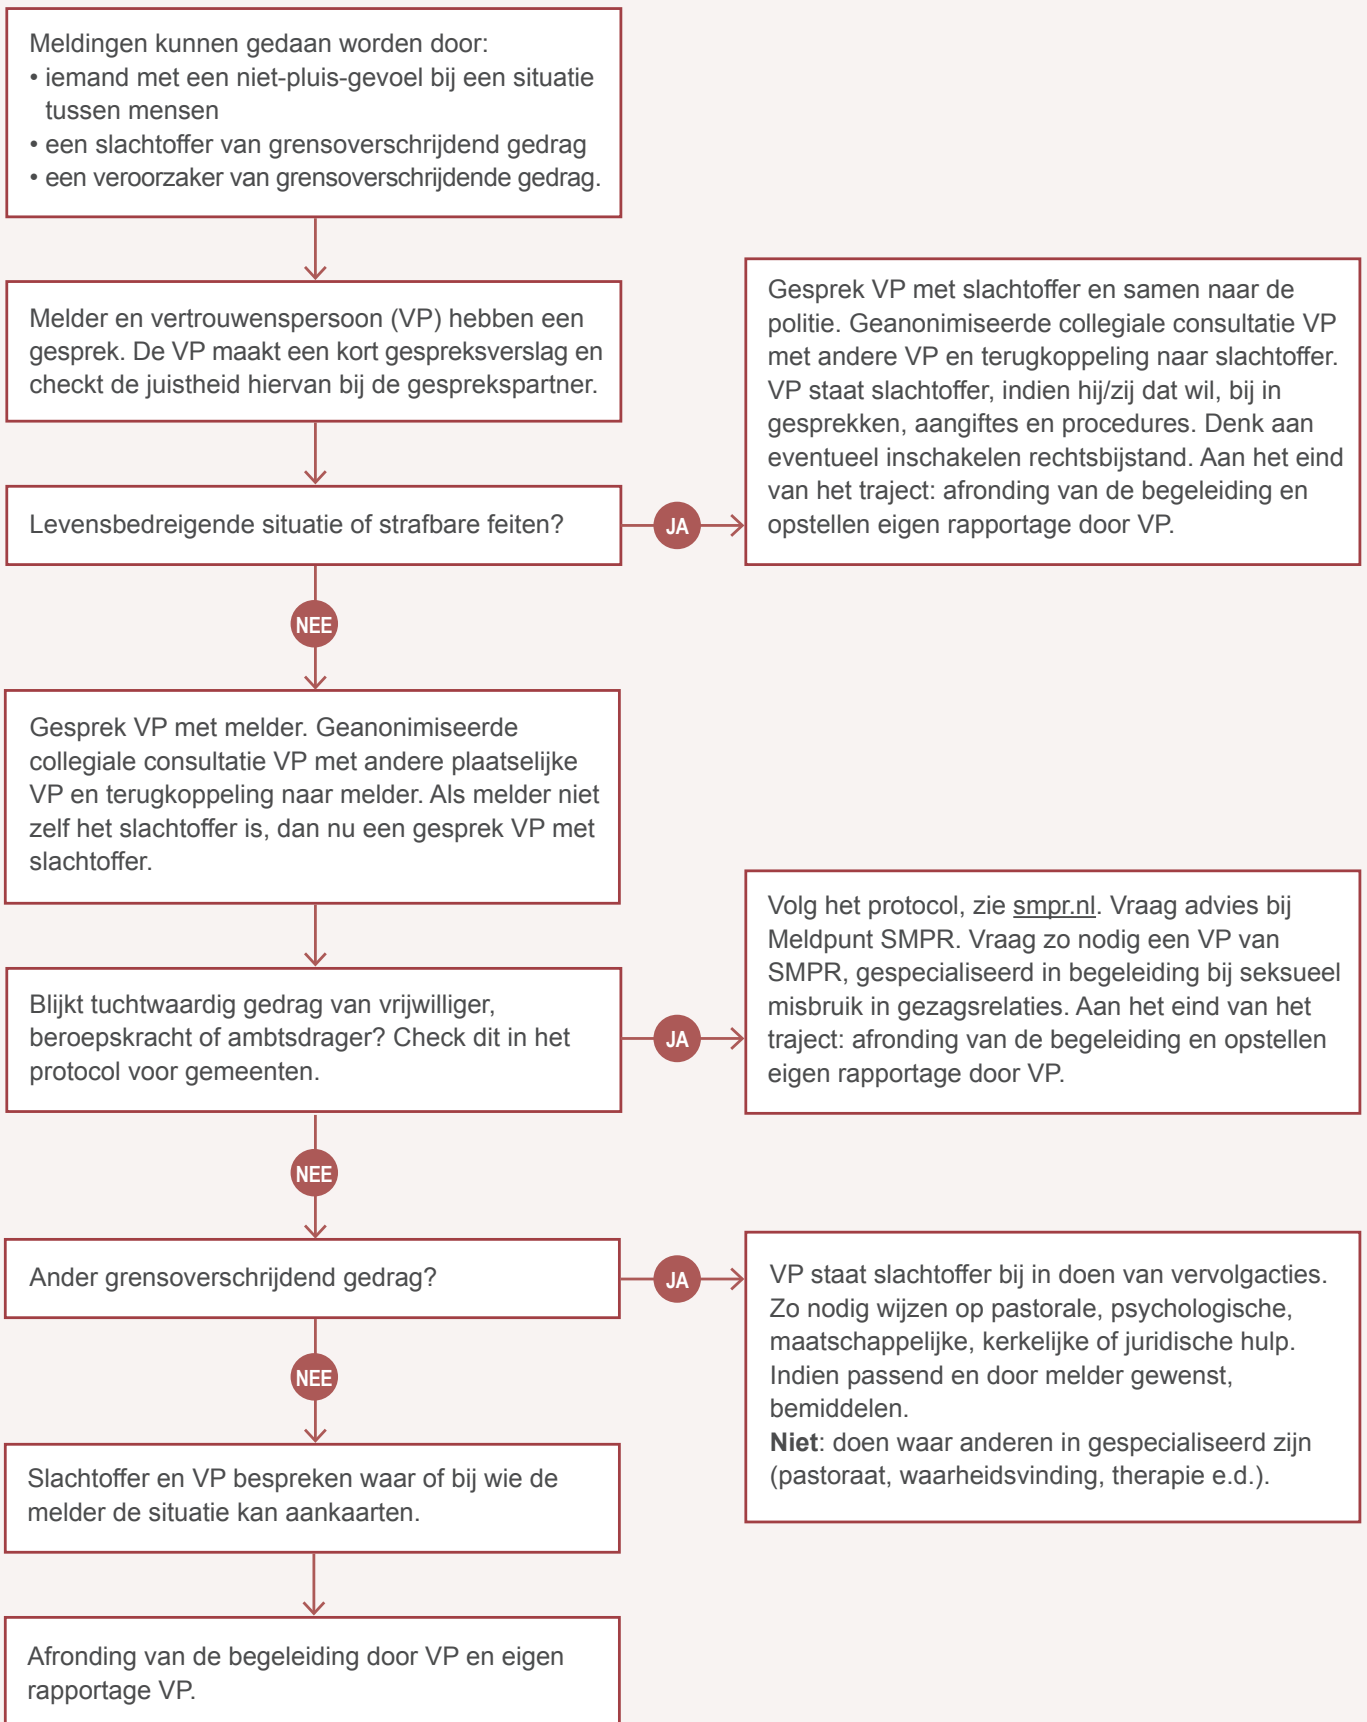 Meldingen kunnen gedaan worden door:
• iemand met een niet-pluis-gevoel bij een situatie
tussen mensen
• een slachtoffer van grensoverschrijdend gedrag
• een veroorzaker van grensoverschrijdende gedrag.
Melder en vertrouwenspersoon (VP) hebben een
gesprek. De VP maakt een kort gespreksverslag en
checkt de juistheid hiervan bij de gesprekspartner.
Levensbedreigende situatie of strafbare feiten?
JA
Gesprek VP met slachtoffer en samen naar de
politie. Geanonimiseerde collegiale consultatie VP
met andere VP en terugkoppeling naar slachtoffer.
VP staat slachtoffer, indien hij/zij dat wil, bij in
gesprekken, aangiftes en procedures. Denk aan
eventueel inschakelen rechtsbijstand. Aan het eind
van het traject: afronding van de begeleiding en
opstellen eigen rapportage door VP.
NEE
Gesprek VP met melder. Geanonimiseerde
collegiale consultatie VP met andere plaatselijke
VP en terugkoppeling naar melder. Als melder niet
zelf het slachtoffer is, dan nu een gesprek VP met
slachtoffer.
Blijkt tuchtwaardig gedrag van vrijwilliger,
beroepskracht of ambtsdrager? Check dit in het
protocol voor gemeenten.
JA
Volg het protocol, zie smpr.nl. Vraag advies bij
Meldpunt SMPR. Vraag zo nodig een VP van
SMPR, gespecialiseerd in begeleiding bij seksueel
misbruik in gezagsrelaties. Aan het eind van het
traject: afronding van de begeleiding en opstellen
eigen rapportage door VP.
NEE
Ander grensoverschrijdend gedrag?
JA
VP staat slachtoffer bij in doen van vervolgacties.
Zo nodig wijzen op pastorale, psychologische,
maatschappelijke, kerkelijke of juridische hulp.
Indien passend en door melder gewenst,
bemiddelen.
Niet: doen waar anderen in gespecialiseerd zijn
(pastoraat, waarheidsvinding, therapie e.d.).
NEE
Slachtoffer en VP bespreken waar of bij wie de
melder de situatie kan aankaarten.
Afronding van de begeleiding door VP en eigen
rapportage VP.